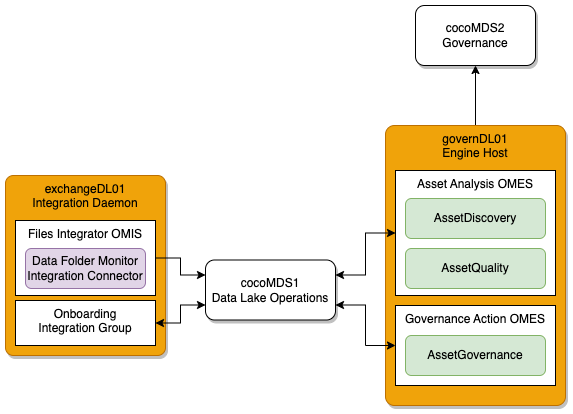 cocoMDS2
Governance
governDL01
Engine Host
Asset Analysis OMES
AssetDiscovery
AssetQuality
Governance Action OMES
AssetGovernance
exchangeDL01
Integration Daemon
Files Integrator OMIS
Data Folder Monitor
Integration Connector
Onboarding
Integration Group
cocoMDS1
Data Lake Operations